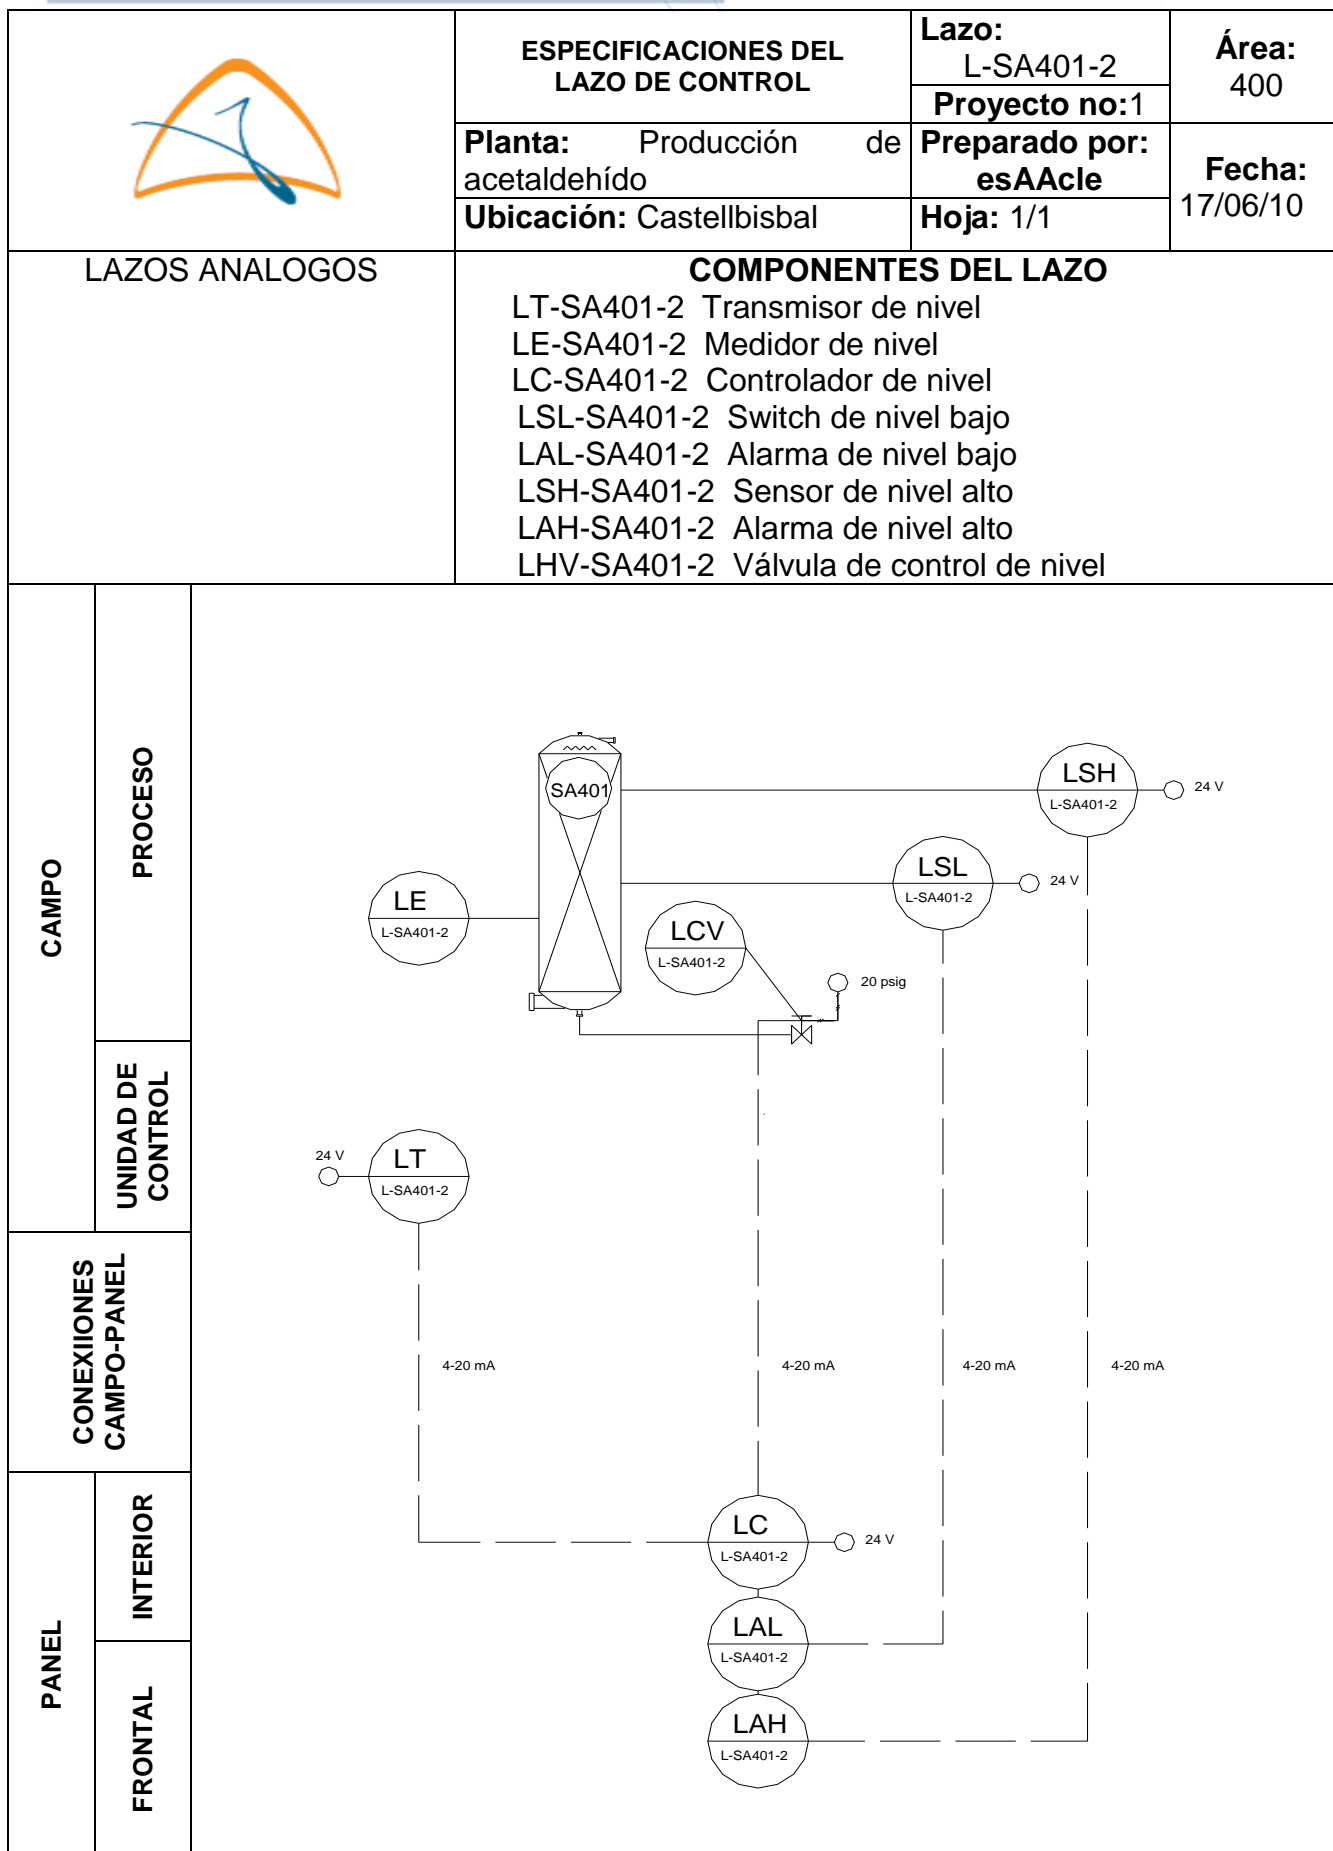 ESPECIFICACIONES DEL
LAZO DE CONTROL
Lazo:
L-SA401-2
Proyecto no:1
Área:
400
Planta: Producción de
acetaldehído
Preparado por:
esAAcle
Fecha:
17/06/10
Ubicación: Castellbisbal
Hoja: 1/1
LAZOS ANALOGOS
COMPONENTES DEL LAZO
LT-SA401-2 Transmisor de nivel
LE-SA401-2 Medidor de nivel
LC-SA401-2 Controlador de nivel
LSL-SA401-2 Switch de nivel bajo
LAL-SA401-2 Alarma de nivel bajo
LSH-SA401-2 Sensor de nivel alto
LAH-SA401-2 Alarma de nivel alto
LHV-SA401-2 Válvula de control de nivel
CAMPO
PROCESO
UNIDAD DE
CONTROL
CONEXIIONES
CAMPO-PANEL
PANEL
INTERIOR
FRONTAL
SA401
LSH
L-SA401-2
24 V
LSL
L-SA401-2
24 V
LE
L-SA401-2
LCV
L-SA401-2
20 psig
24 V
LT
L-SA401-2
4-20 mA
4-20 mA
4-20 mA
4-20 mA
LC
L-SA401-2
24 V
LAL
L-SA401-2
LAH
L-SA401-2